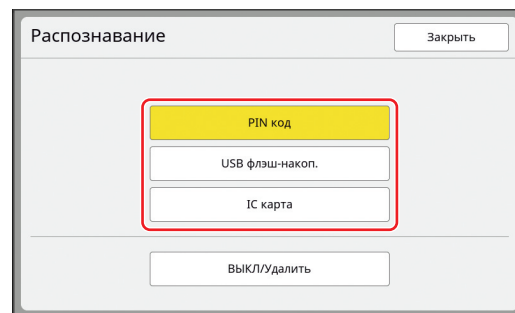 Распознавание
Закрыть
PIN код
USB флэш-накоп.
IC карта
ВЫКЛ/Удалить